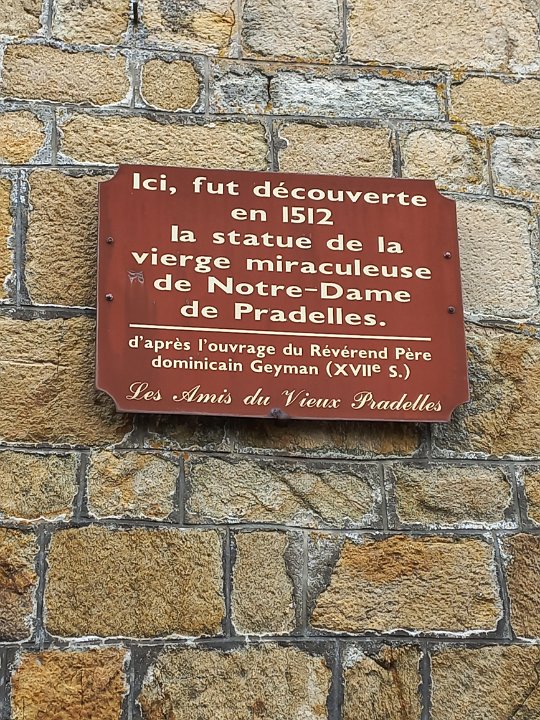 Ici, fut découverte
en 1512
la statue de la
vierge miraculeuse
de Notre-Dame
de Pradelles.
d'après l'ouvrage du Révérend Père
dominicain Geyman (XVIIe S.)
Les Amis du Vieux Pradelles